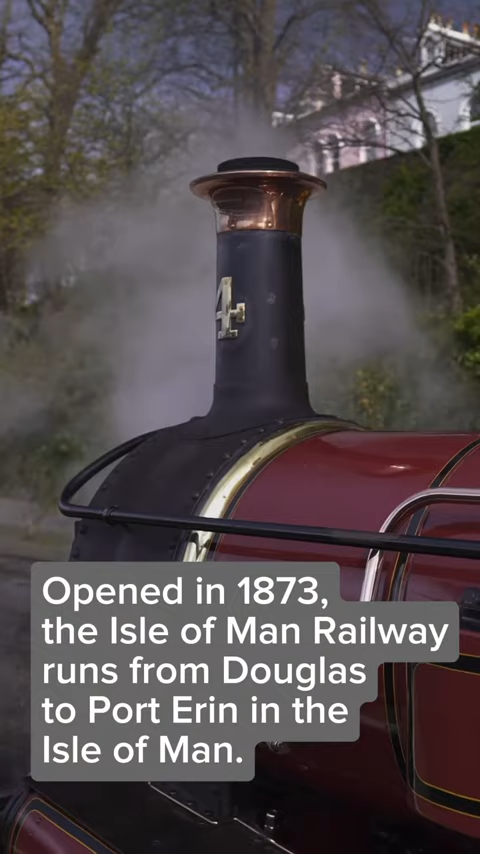 4
Opened in 1873,
the Isle of Man Railway
runs from Douglas
to Port Erin in the
Isle of Man.